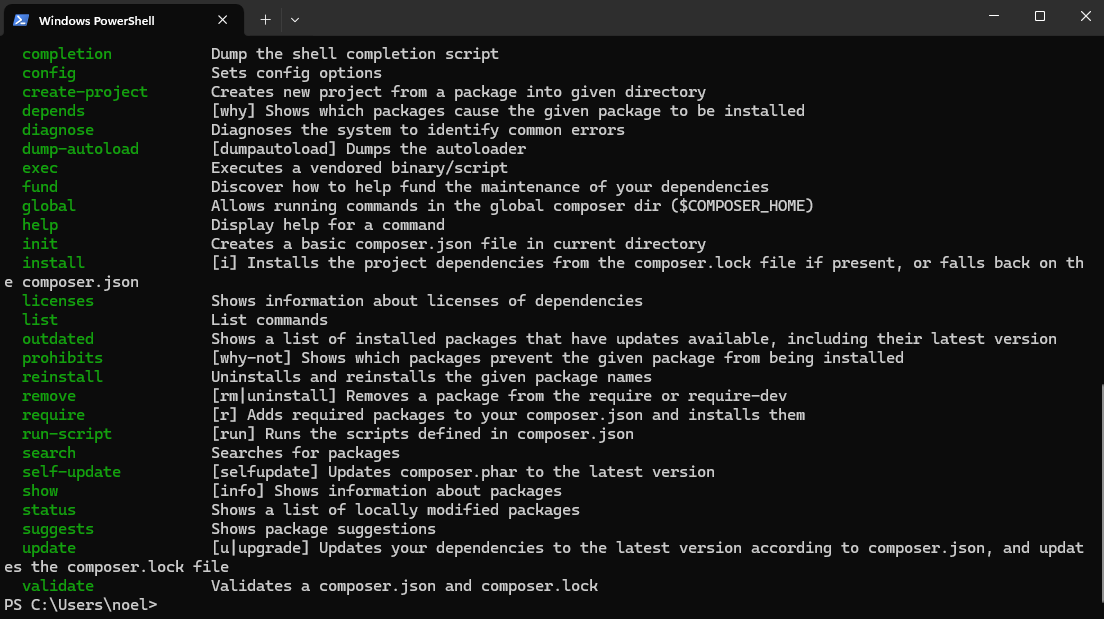 Windows PowerShell
completion Dump the shell completion script
config Sets config options
create-project Creates new project from a package into given directory
depends [why] Shows which packages cause the given package to be installed
diagnose Diagnoses the system to identify common errors
dump-autoload [dumpautoload] Dumps the autoloader
exec Executes a vendored binary/script
fund Discover how to help fund the maintenance of your dependencies
global Allows running commands in the global composer dir ($COMPOSER_HOME)
help Display help for a command
init Creates a basic composer.json file in current directory
install [i] Installs the project dependencies from the composer.lock file if present, or falls back on th
e composer.json
licenses Shows information about licenses of dependencies
list List commands
outdated Shows a list of installed packages that have updates available, including their latest version
prohibits [why-not] Shows which packages prevent the given package from being installed
reinstall Uninstalls and reinstalls the given package names
remove [rm|uninstall] Removes a package from the require or require-dev
require [r] Adds required packages to your composer.json and installs them
run-script [run] Runs the scripts defined in composer.json
search Searches for packages
self-update [selfupdate] Updates composer.phar to the latest version
show [info] Shows information about packages
status Shows a list of locally modified packages
suggests Shows package suggestions
update [u|upgrade] Updates your dependencies to the latest version according to composer.json, and updat
es the composer.lock file
validate Validates a composer.json and composer.lock
PS C:\Users\noel>